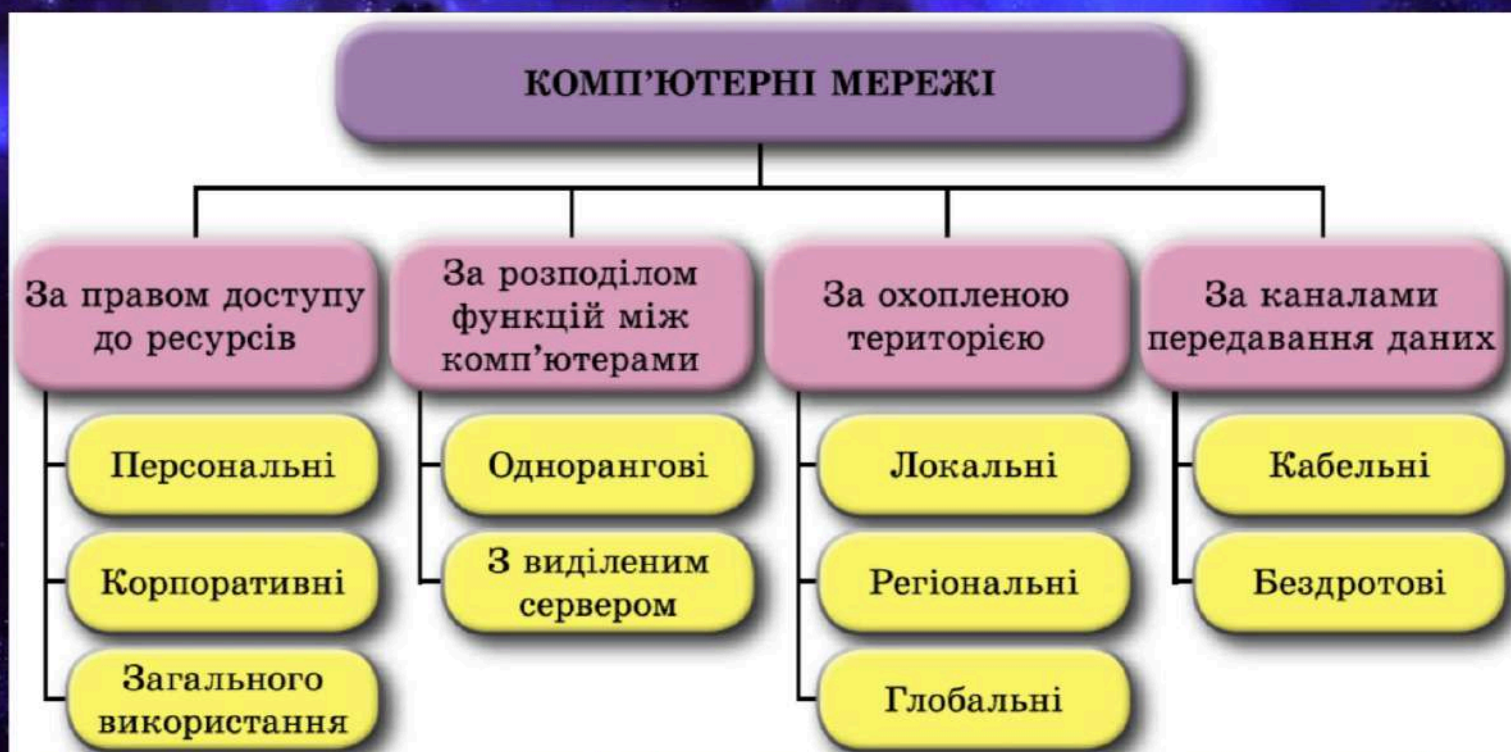 КОМП’ЮТЕРНІ МЕРЕЖІ
За правом доступу
до ресурсів
Персональні
Корпоративні
Загального
використання
За розподілом
функцій між
комп’ютерами
Однорангові
З виділеним
сервером
За охопленою
територією
Локальні
Регіональні
Глобальні
За каналами
передавання даних
Кабельні
Бездротові